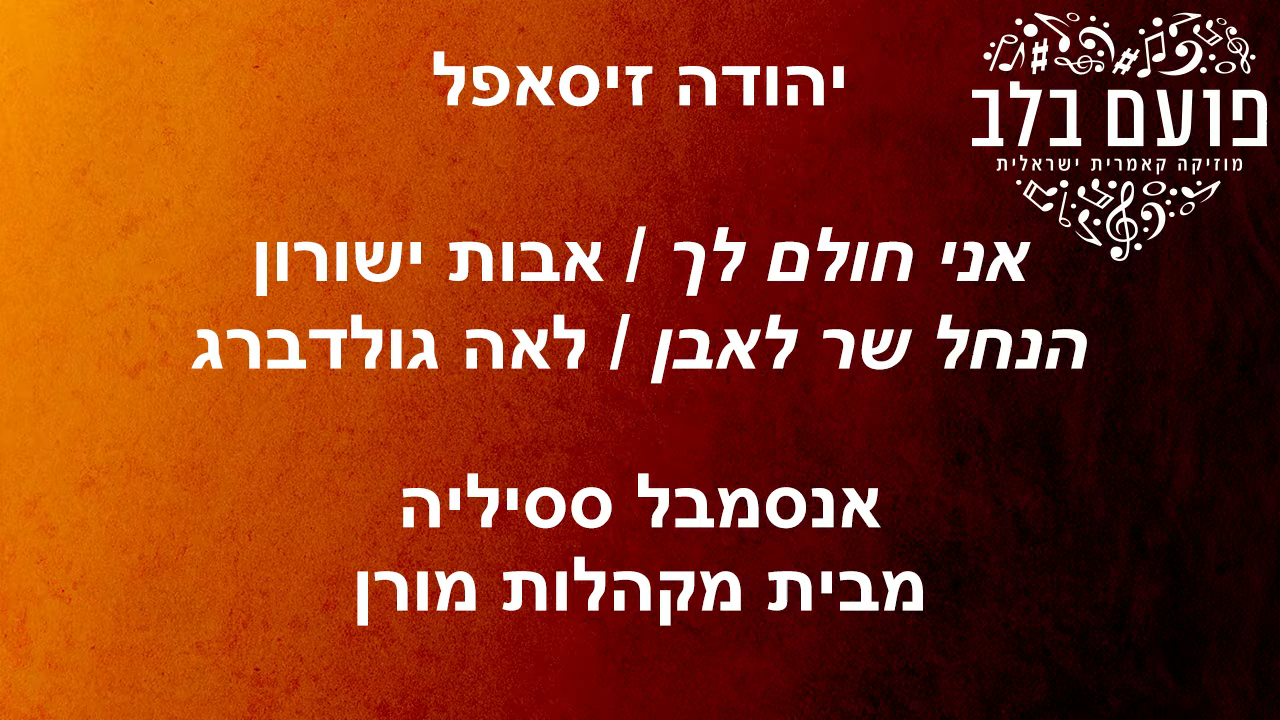 יהודה זיסאפל
פועם בלב
מוזיקה קאמרית ישראלית
אני חולם לך / אבות ישורון
הנחל שר לאבן / לאה גולדברג
אנסמבל ססיליה
מבית מקהלות מורן